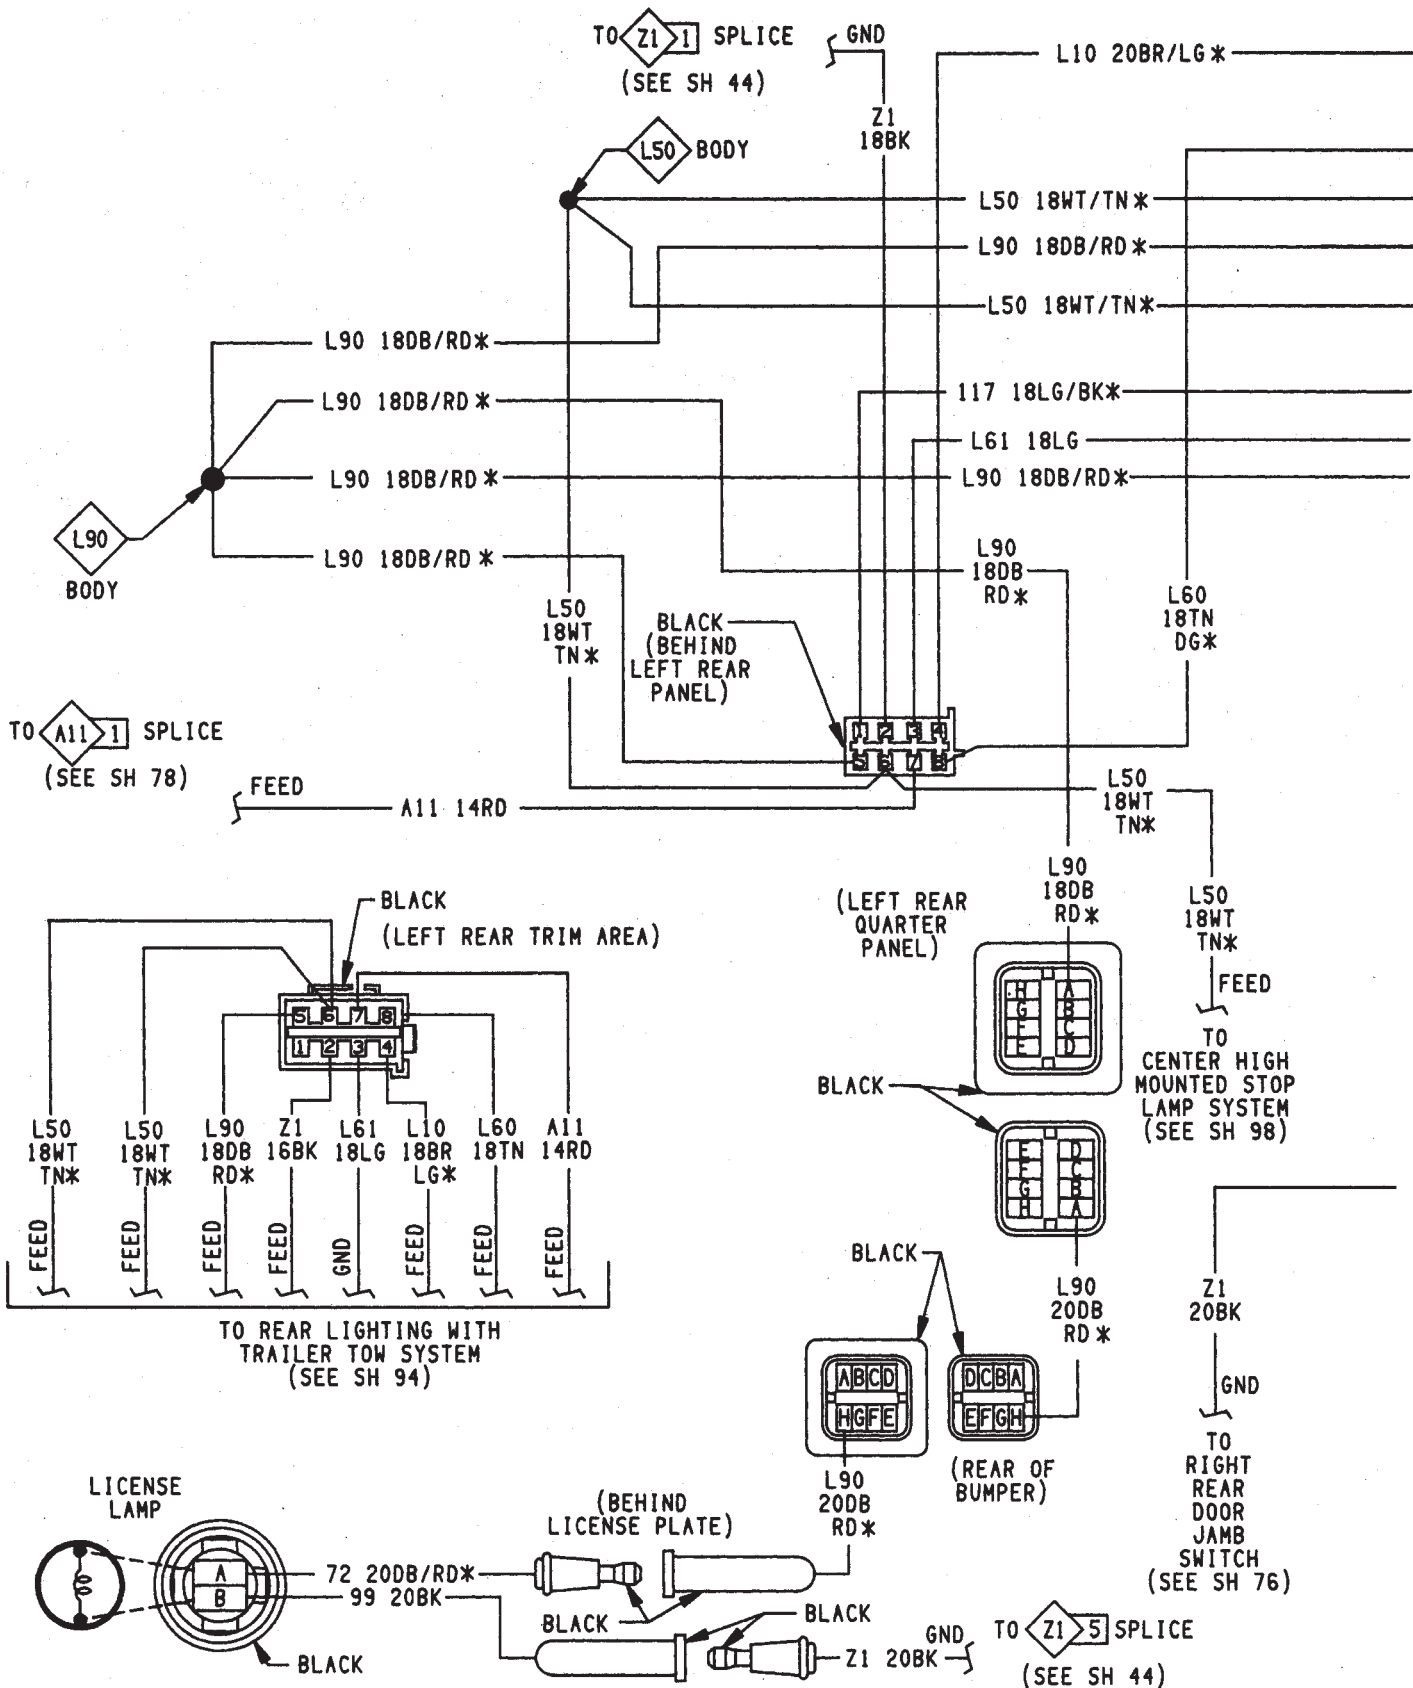 TO Z1 1 SPLICE
(SEE SH 44)
GND
L10 20BR/LG*
Z1
18BK
L50 BODY
L50 18WT/TN*
L90 18DB/RD*
L50 18WT/TN*
L90 18DB/RD*
L90 18DB/RD*
117 18LG/BK*
L61 18LG
L90 18DB/RD*
L90 18DB/RD*
L90
BODY
L90 18DB/RD*
L90
18DB
RD*
L50
18WT
TN*
BLACK
(BEHIND
LEFT REAR
PANEL)
L60
18TN
DG*
1 2 3 4
5 6 7 8
TO A11 1 SPLICE
(SEE SH 78)
FEED
A11 14RD
L50
18WT
TN*
L90
18DB
RD*
BLACK
(LEFT REAR TRIM AREA)
(LEFT REAR
QUARTER
PANEL)
L50
18WT
TN*
FEED
TO
CENTER HIGH
MOUNTED STOP
LAMP SYSTEM
(SEE SH 98)
5 6 7 8
1 2 3 4
H A
G B
F C
E D
BLACK
E D
F C
G B
H A
L50
18WT
TN*
L50
18WT
TN*
L90
18DB
RD*
Z1
16BK
L61
18LG
L10
18BR
LG*
L60
18TN
A11
14RD
FEED
FEED
FEED
FEED
GND
FEED
FEED
FEED
TO REAR LIGHTING WITH
TRAILER TOW SYSTEM
(SEE SH 94)
BLACK
L90
20DB
RD*
Z1
20BK
GND
TO
RIGHT
REAR
DOOR
JAMB
SWITCH
(SEE SH 76)
ABCD
HGFE
DCBA
EFGH
(REAR OF
BUMPER)
L90
20DB
RD*
LICENSE
LAMP
(BEHIND
LICENSE PLATE)
A
B
72 20DB/RD*
99 20BK
BLACK
BLACK
BLACK
Z1 20BK
GND
TO Z1 5 SPLICE
(SEE SH 44)